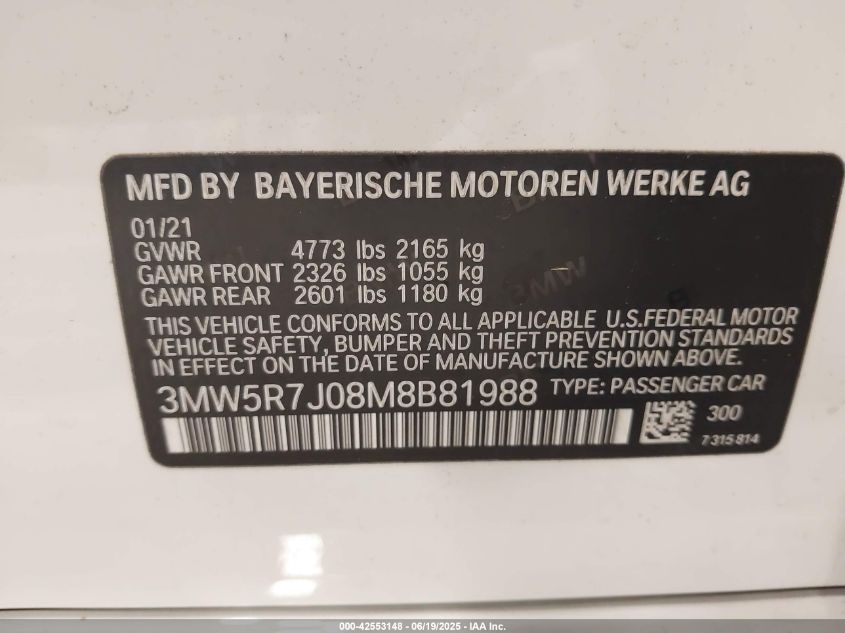 MFD BY BAYERISCHE MOTOREN WERKE AG
01/21
GVWR 4773 lbs 2165 kg
GAWR FRONT 2326 lbs 1055 kg
GAWR REAR 2601 lbs 1180 kg
THIS VEHICLE CONFORMS TO ALL APPLICABLE U.S.FEDERAL MOTOR
VEHICLE SAFETY, BUMPER AND THEFT PREVENTION STANDARDS
IN EFFECT ON THE DATE OF MANUFACTURE SHOWN ABOVE.
3MW5R7J08M8B81988 TYPE: PASSENGER CAR
300
7 315 814
000-42553148 - 06/19/2025 - IAA Inc.